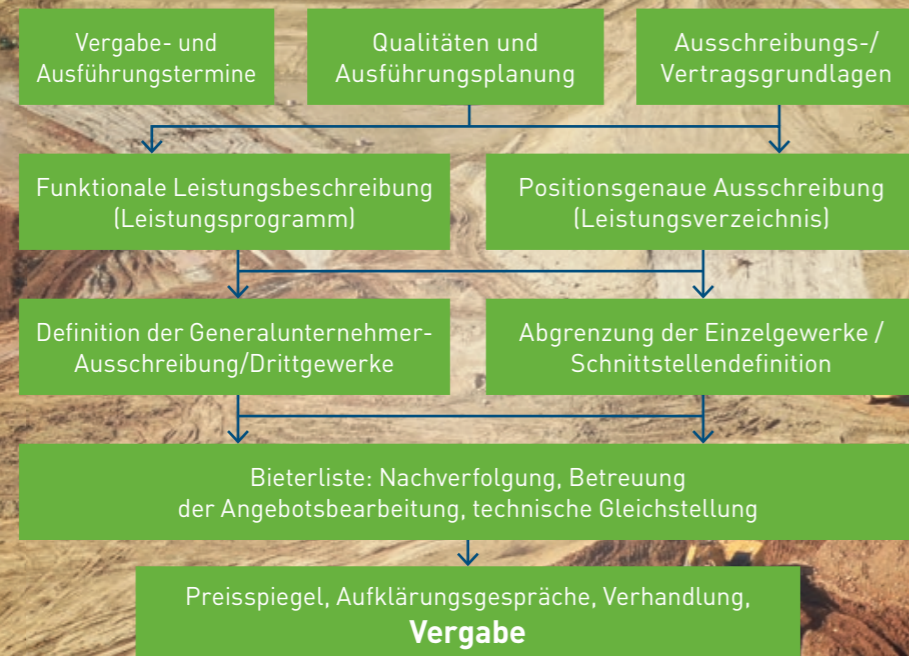 Vergabe- und
Ausführungstermine
Qualitäten und
Ausführungsplanung
Ausschreibungs-/
Vertragsgrundlagen
Funktionale Leistungsbeschreibung
(Leistungsprogramm)
Positionsgenaue Ausschreibung
(Leistungsverzeichnis)
Definition der Generalunternehmer-
Ausschreibung/Drittgewerke
Abgrenzung der Einzelgewerke /
Schnittstellendefinition
Bieterliste: Nachverfolgung, Betreuung
der Angebotsbearbeitung, technische Gleichstellung
Preisspiegel, Aufklärungsgespräche, Verhandlung,
Vergabe